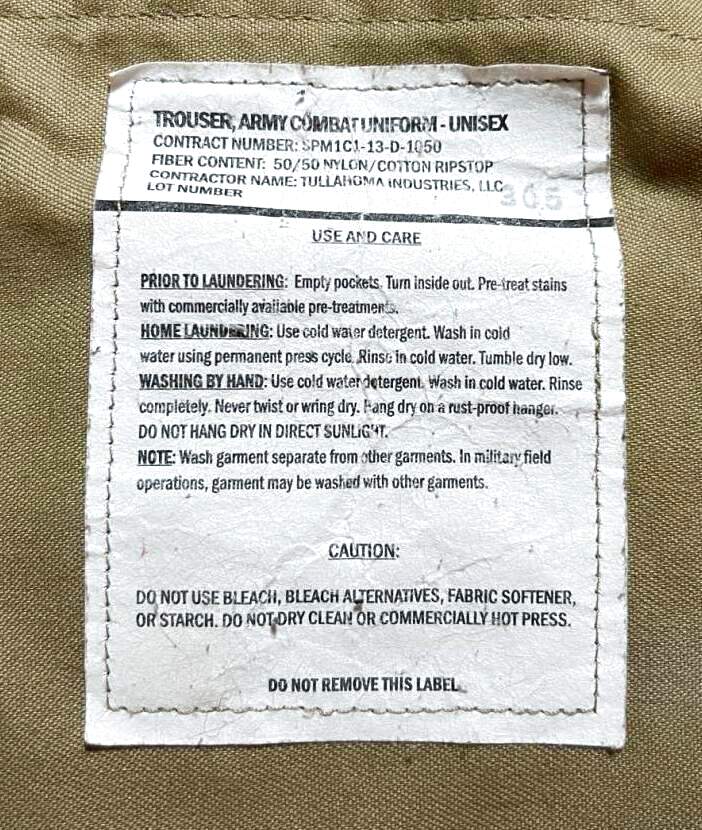 TROUSER, ARMY COMBAT UNIFORM - UNISEX
CONTRACT NUMBER: SPM1C1-13-D-1050
FIBER CONTENT: 50/50 NYLON/COTTON RIPSTOP
CONTRACTOR NAME: TULLAHOMA INDUSTRIES, LLC
LOT NUMBER 305
USE AND CARE
PRIOR TO LAUNDERING: Empty pockets. Turn inside out. Pre-treat stains
with commercially available pre-treatments.
HOME LAUNDERING: Use cold water detergent. Wash in cold
water using permanent press cycle. Rinse in cold water. Tumble dry low.
WASHING BY HAND: Use cold water detergent. Wash in cold water. Rinse
completely. Never twist or wring dry. Hang dry on a rust-proof hanger.
DO NOT HANG DRY IN DIRECT SUNLIGHT.
NOTE: Wash garment separate from other garments. In military field
operations, garment may be washed with other garments.
CAUTION:
DO NOT USE BLEACH, BLEACH ALTERNATIVES, FABRIC SOFTENER,
OR STARCH. DO NOT DRY CLEAN OR COMMERCIALLY HOT PRESS.
DO NOT REMOVE THIS LABEL